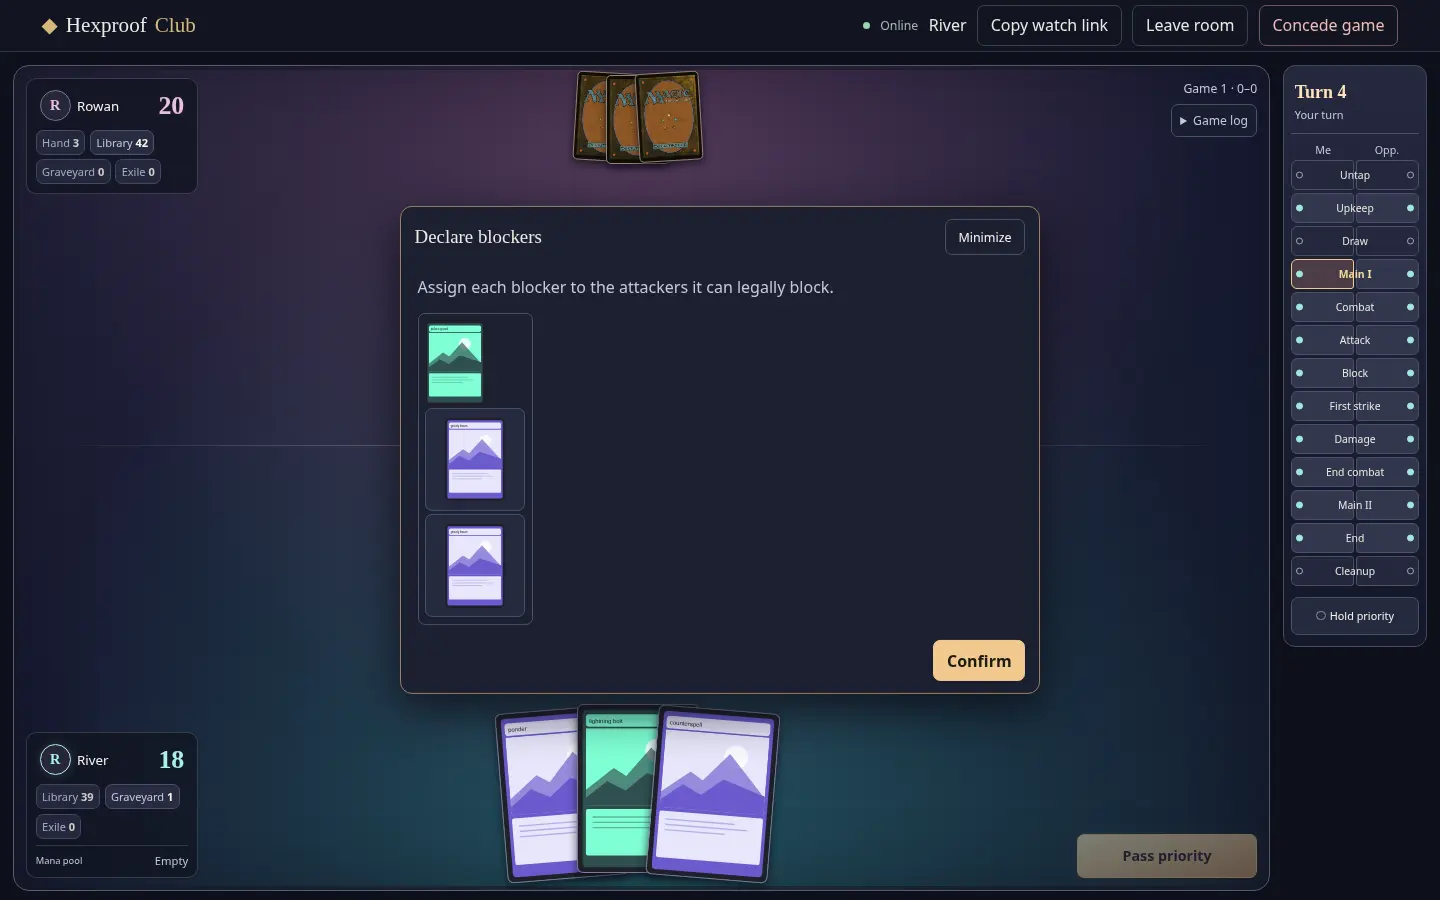 Hexproof Club
Online River Copy watch link Leave room Concede game
R Rowan 20
Hand 3 Library 42
Graveyard 0 Exile 0
Game 1 · 0–0
Game log
Turn 4
Your turn
Me Opp.
Untap
Upkeep
Draw
Main I
Combat
Attack
Block
First strike
Damage
End combat
Main II
End
Cleanup
Hold priority
Declare blockers
Minimize
Assign each blocker to the attackers it can legally block.
Confirm
ponder
lightning bolt
counterspell
R River 18
Library 39 Graveyard 1
Exile 0
Mana pool Empty
Pass priority